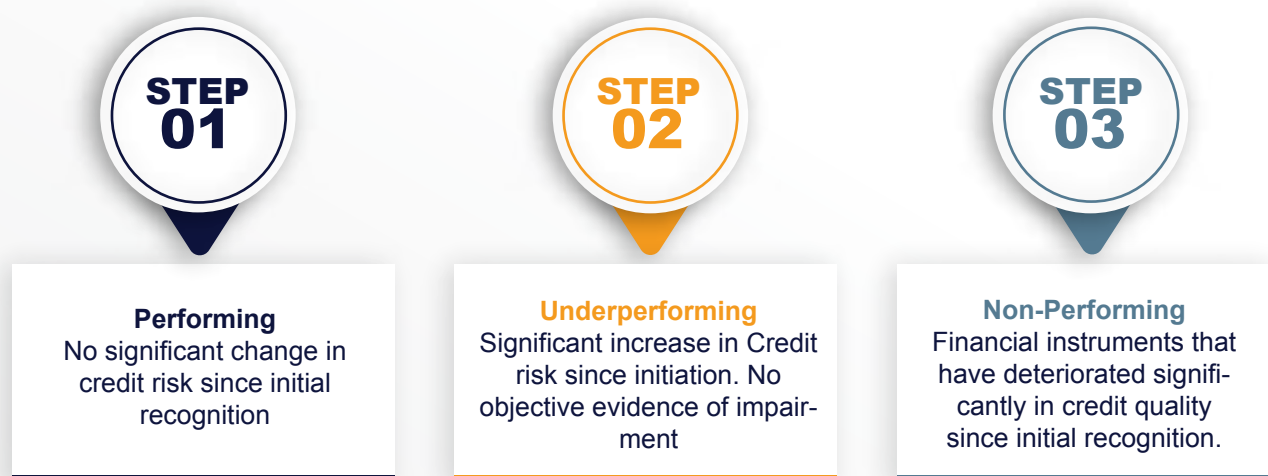 STEP
01
Performing
No significant change in
credit risk since initial
recognition
STEP
02
Underperforming
Significant increase in Credit
risk since initiation. No
objective evidence of impair-
ment
STEP
03
Non-Performing
Financial instruments that
have deteriorated signifi-
cantly in credit quality
since initial recognition.